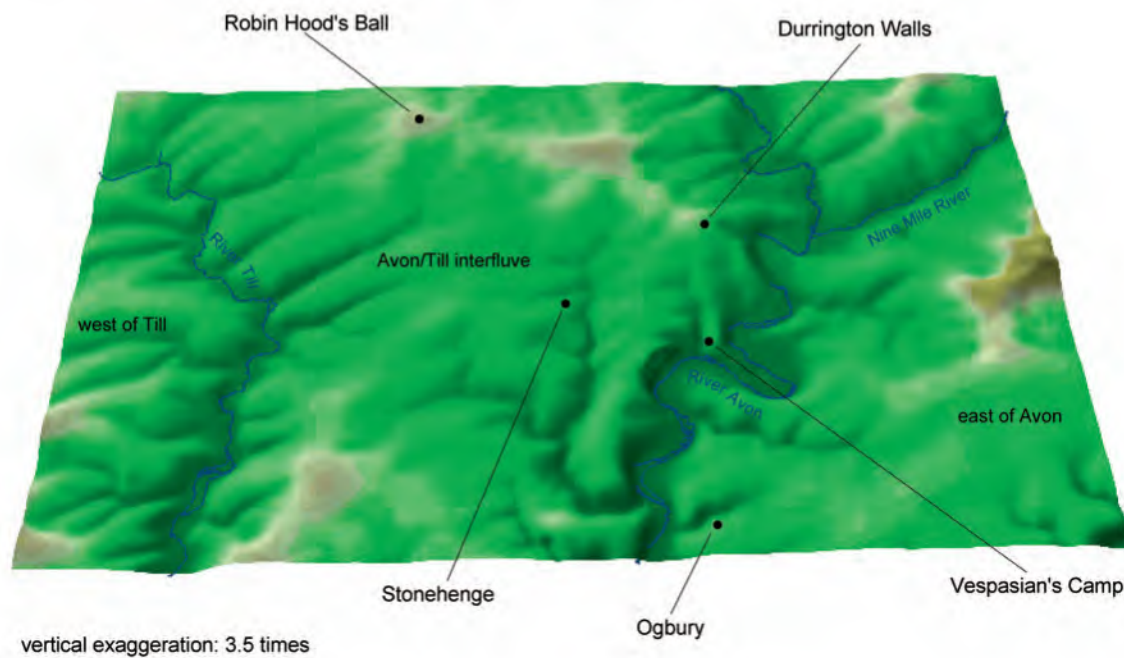 Robin Hood's Ball
Durrington Walls
Nine Mile River
River Till
Avon/Till interfluve
west of Till
River Avon
east of Avon
Stonehenge
Vespasian's Camp
Ogbury
vertical exaggeration: 3.5 times